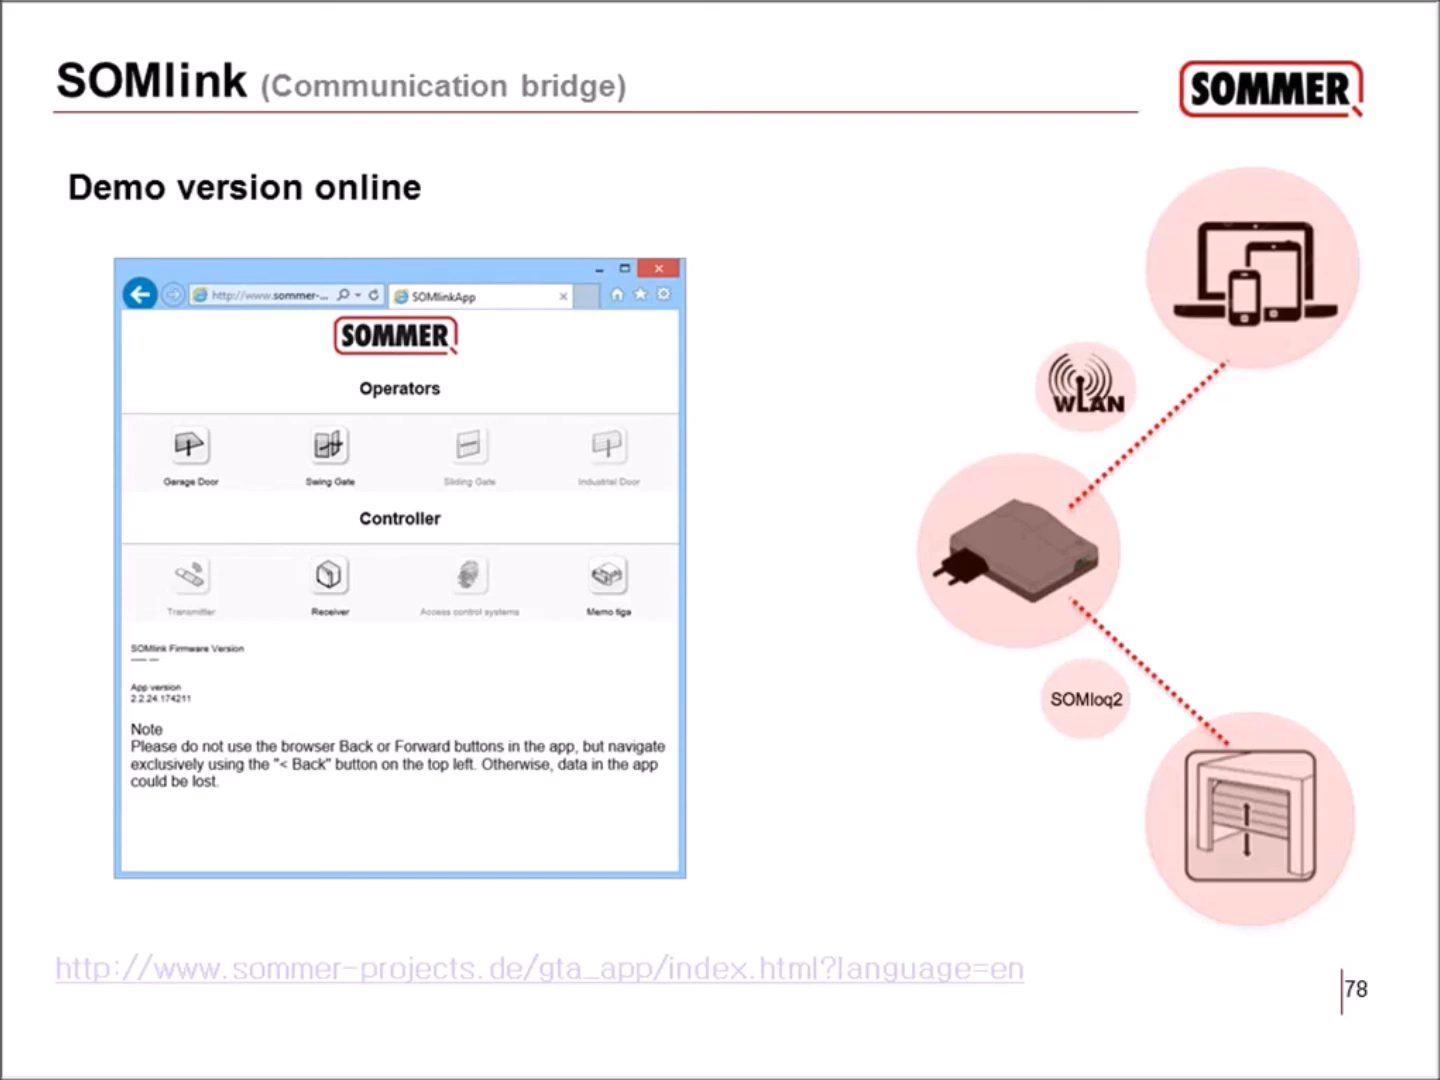 SOMlink (Communication bridge)
SOMMER
Demo version online
http://www.sommer-...
SOMlinkApp
SOMMER
Operators
Garage Door
Swing Gate
Sliding Gate
Industrial Door
Controller
Transmitter
Receiver
Access control systems
Memo tiga
SOMlink Firmware Version
App version
2.2.24.174211
Note
Please do not use the browser Back or Forward buttons in the app, but navigate
exclusively using the "< Back" button on the top left. Otherwise, data in the app
could be lost.
WLAN
SOMloq2
http://www.sommer-projects.de/gta_app/index.html?language=en
78